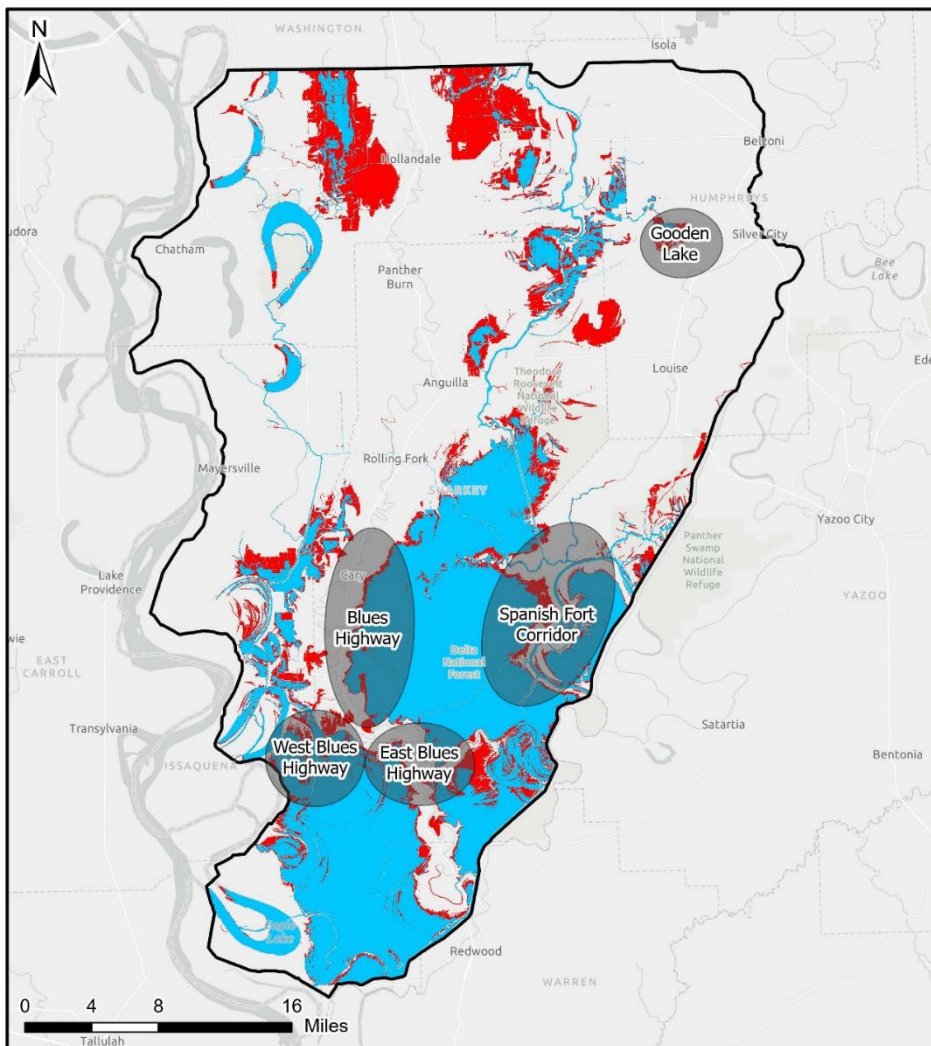 N
WASHINGTON
Isola
Hollandale
Belzoni
HUMPHREYS
Gooden
Lake
Silver City
udora
Chatham
Bee
Lake
Panther
Burn
Anguilla
Theodore
Roosevelt
National
Wildlife
Refuge
Louise
Ede
Mayersville
Rolling Fork
SHARKEY
Yazoo City
Panther
Swamp
National
Wildlife
Refuge
Lake
Providence
Cary
YAZOO
wie
Blues
Highway
Spanish Fort
Corridor
EAST
CARROLL
Delta
National
Forest
Transylvania
Satartia
West Blues
Highway
East Blues
Highway
ISSAQUENA
Bentonia
Eagle
Lake
Redwood
WARREN
0 4 8 16
Miles
Tallulah